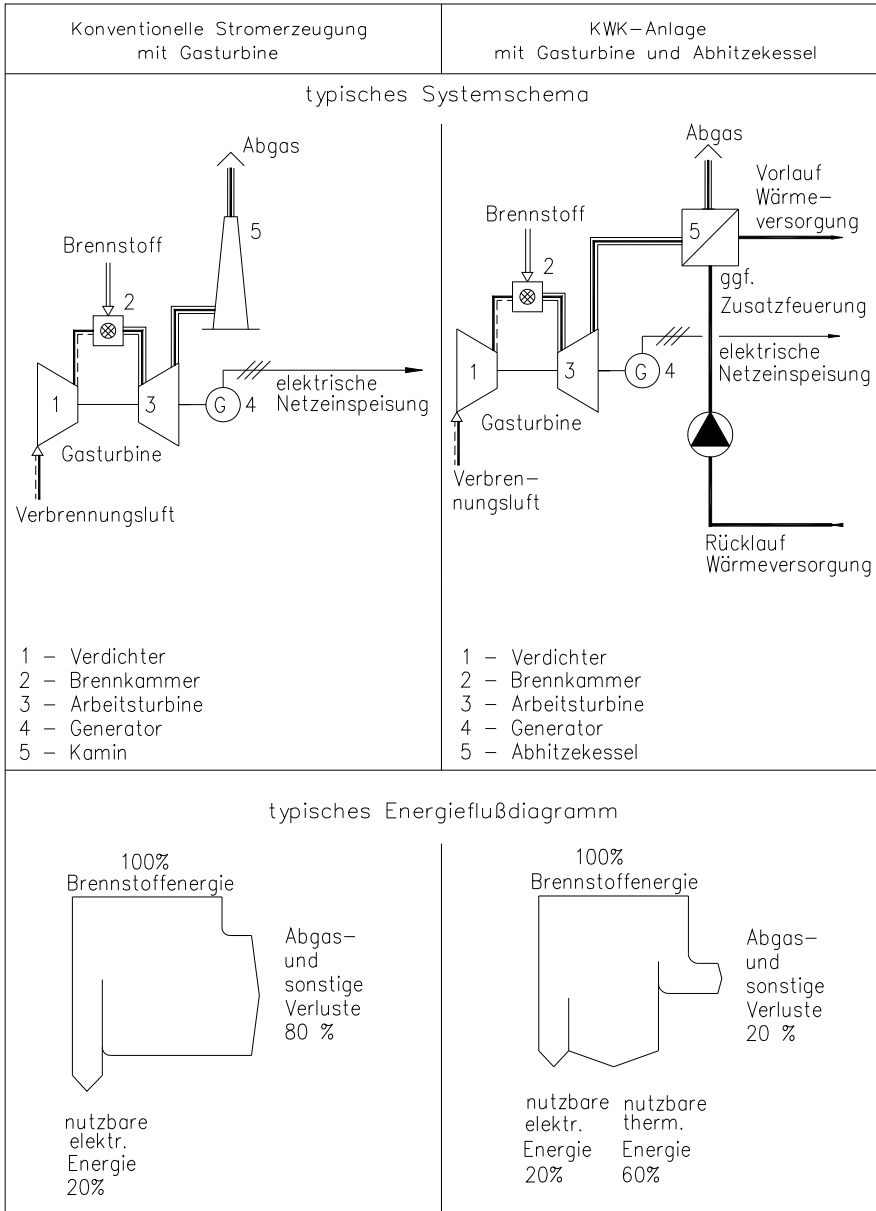 Konventionelle Stromerzeugung
mit Gasturbine
KWK-Anlage
mit Gasturbine und Abhitzekessel
typisches Systemschema
Abgas
5
Brennstoff
2
1
3
G
4
elektrische
Netzeinspeisung
Gasturbine
Verbrennungsluft
1 - Verdichter
2 - Brennkammer
3 - Arbeitsturbine
4 - Generator
5 - Kamin
Abgas
Vorlauf
Wärme-
versorgung
Brennstoff
5
2
ggf.
Zusatzfeuerung
1
3
G
4
elektrische
Netzeinspeisung
Gasturbine
Verbren-
nungsluft
Rücklauf
Wärmeversorgung
1 - Verdichter
2 - Brennkammer
3 - Arbeitsturbine
4 - Generator
5 - Abhitzekessel
typisches Energieflußdiagramm
100%
Brennstoffenergie
Abgas-
und
sonstige
Verluste
80 %
nutzbare
elektr.
Energie
20%
100%
Brennstoffenergie
Abgas-
und
sonstige
Verluste
20 %
nutzbare
elektr.
Energie
20%
nutzbare
therm.
Energie
60%